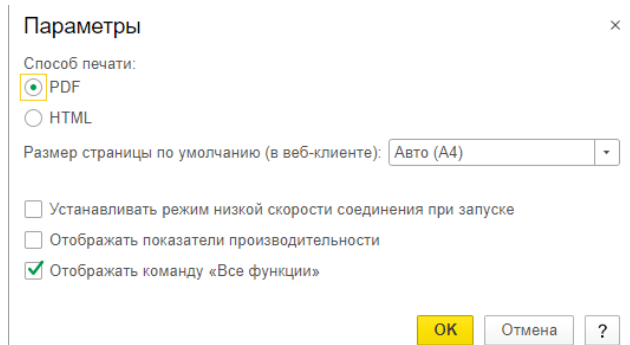 Параметры
Способ печати:
PDF
HTML
Размер страницы по умолчанию (в веб-клиенте): Авто (A4)
Устанавливать режим низкой скорости соединения при запуске
Отображать показатели производительности
Отображать команду «Все функции»
ОК Отмена ?